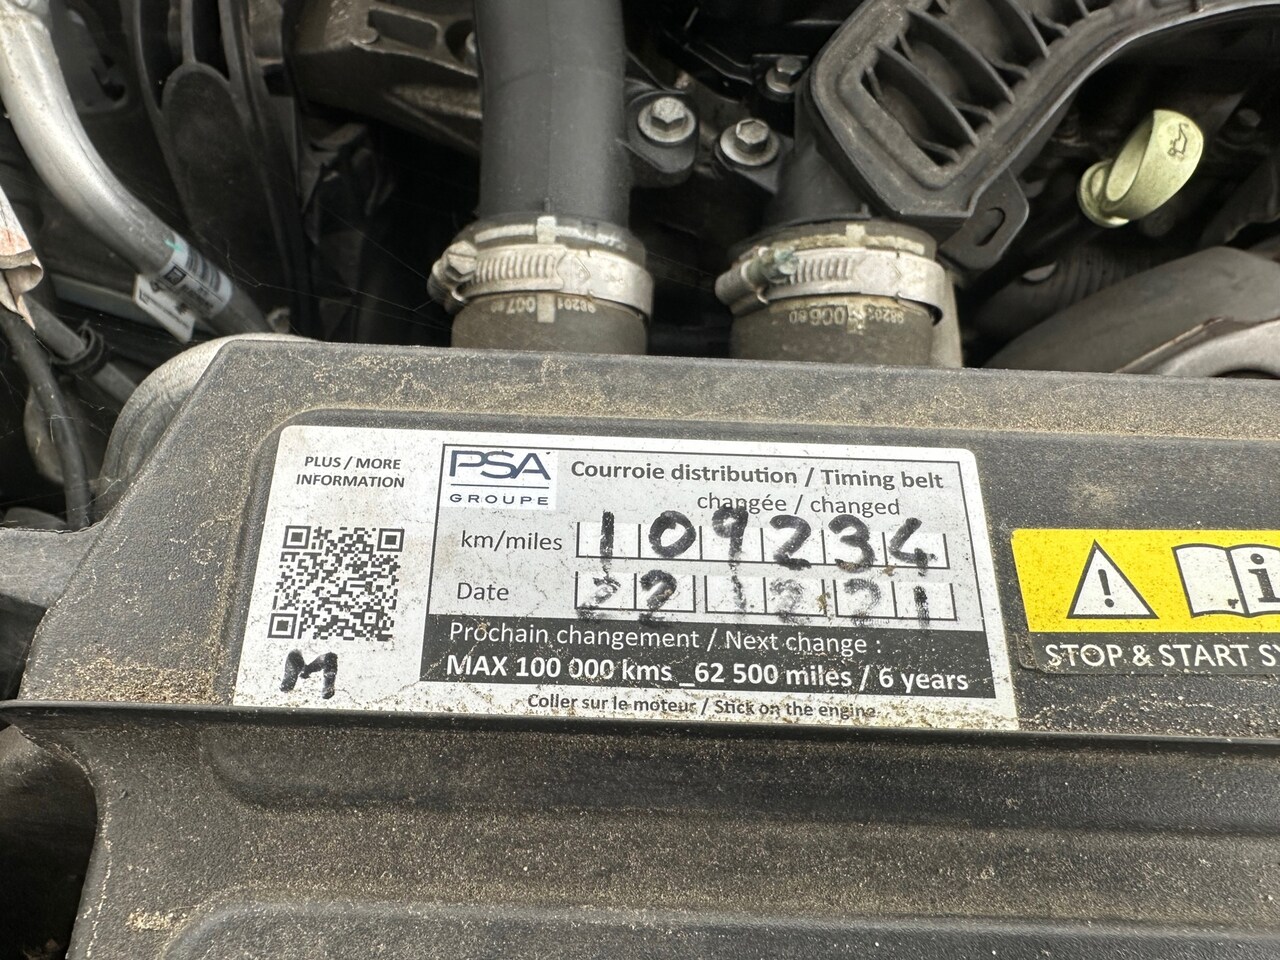 PLUS / MORE
INFORMATION
PSA
GROUPE
Courroie distribution / Timing belt
changée / changed
km/miles 109234
Date 22 12 21
Prochain changement / Next change :
MAX 100 000 kms _62 500 miles / 6 years
Coller sur le moteur / Stick on the engine
M
STOP & START SY